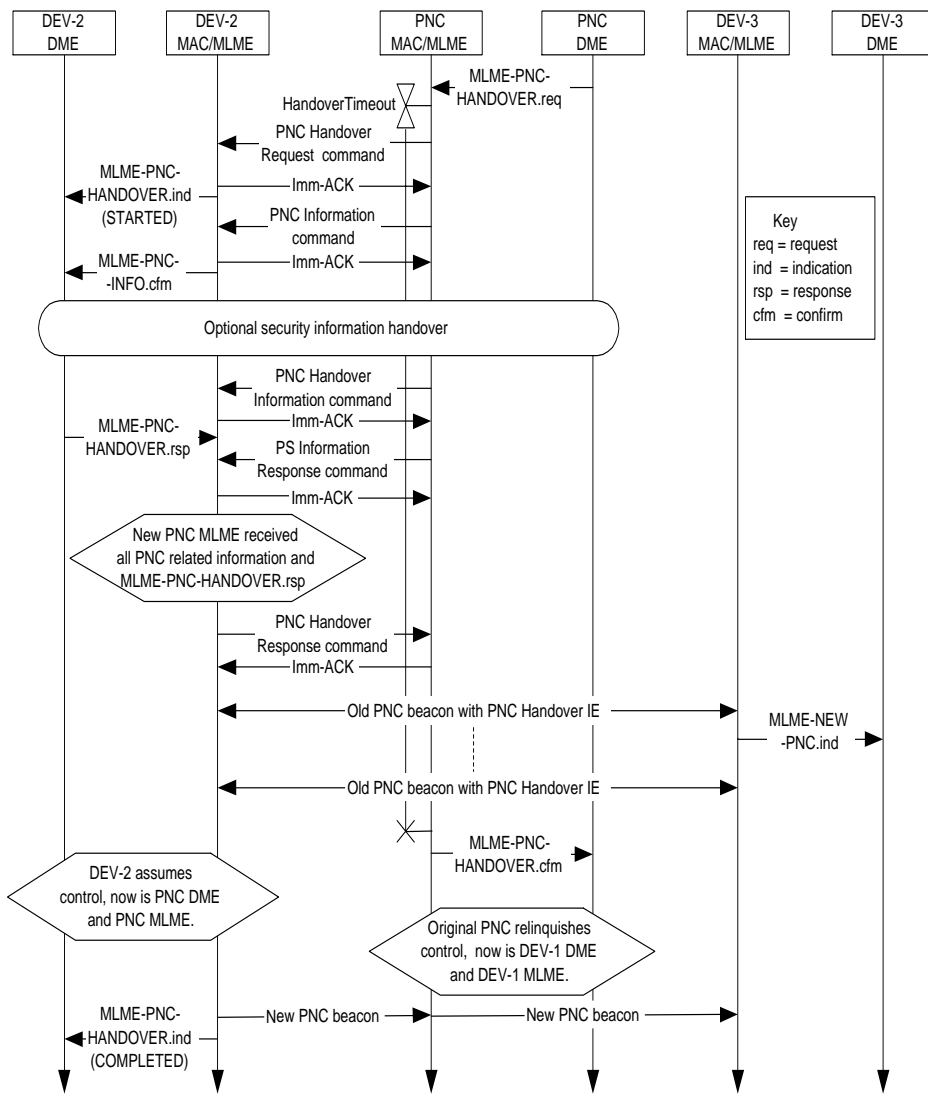 DEV-2
DME
DEV-2
MAC/MLME
PNC
MAC/MLME
PNC
DME
DEV-3
MAC/MLME
DEV-3
DME
MLME-PNC-
HANDOVER.req
HandoverTimeout
PNC Handover
Request command
MLME-PNC-
HANDOVER.ind
(STARTED)
Imm-ACK
PNC Information
command
MLME-PNC-
-INFO.cfm
Imm-ACK
Key
req = request
ind = indication
rsp = response
cfm = confirm
Optional security information handover
PNC Handover
Information command
Imm-ACK
MLME-PNC-
HANDOVER.rsp
PS Information
Response command
Imm-ACK
New PNC MLME received
all PNC related information and
MLME-PNC-HANDOVER.rsp
PNC Handover
Response command
Imm-ACK
Old PNC beacon with PNC Handover IE
MLME-NEW
-PNC.ind
Old PNC beacon with PNC Handover IE
MLME-PNC-
HANDOVER.cfm
DEV-2 assumes
control, now is PNC DME
and PNC MLME.
Original PNC relinquishes
control, now is DEV-1 DME
and DEV-1 MLME.
MLME-PNC-
HANDOVER.ind
(COMPLETED)
New PNC beacon
New PNC beacon